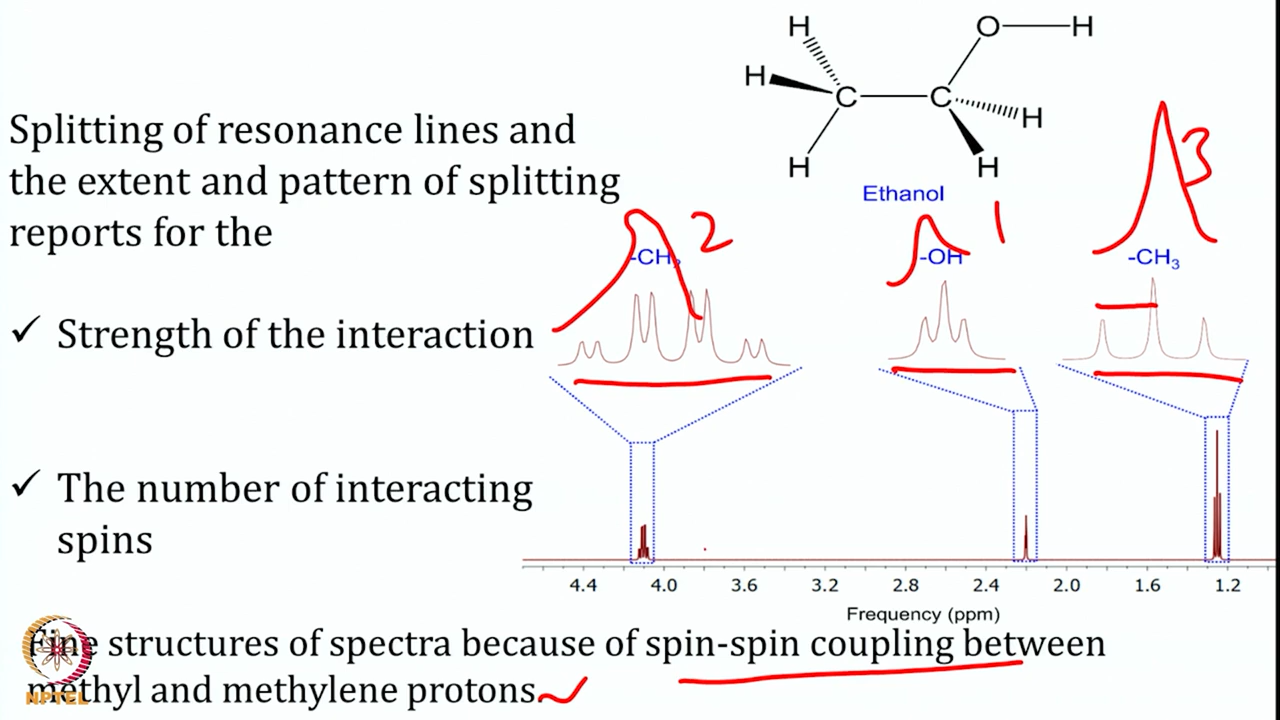 H
O
H
H
C
C
H
H
H
Ethanol
Splitting of resonance lines and
the extent and pattern of splitting
reports for the
2
1
3
-CH2
-OH
-CH3
✓ Strength of the interaction
✓ The number of interacting
spins
4.4 4.0 3.6 3.2 2.8 2.4 2.0 1.6 1.2
Frequency (ppm)
Fine structures of spectra because of spin-spin coupling between
methyl and methylene protons.
NPTEL